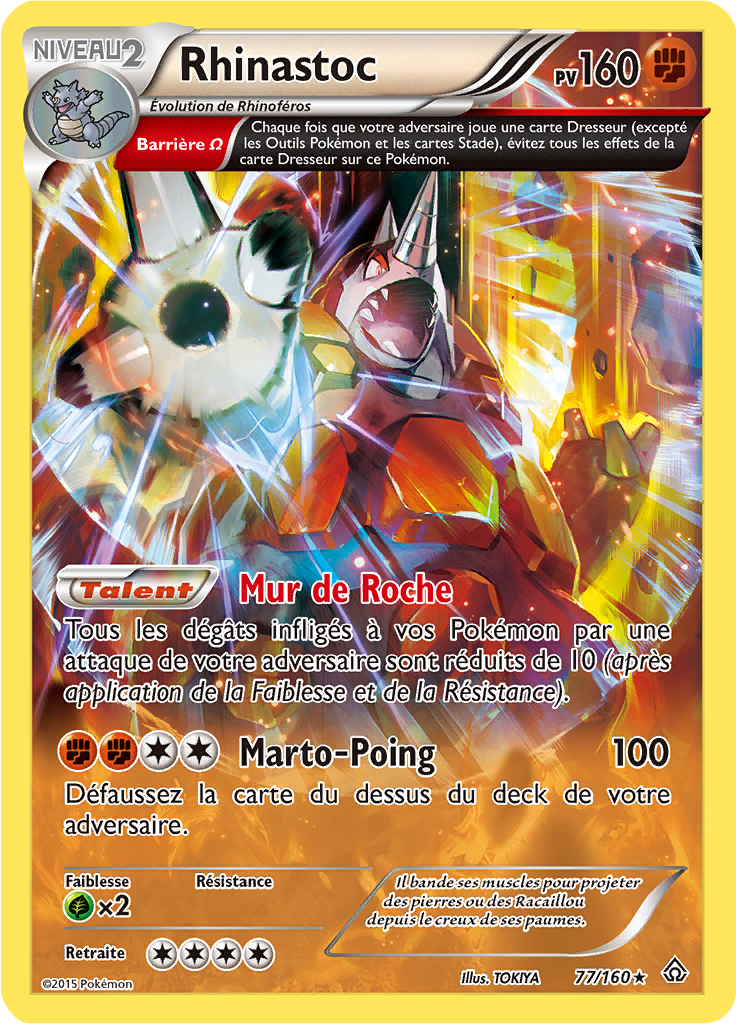 NIVEAU2
Rhinastoc
PV160
Évolution de Rhinoféros
Barrière Ω
Chaque fois que votre adversaire joue une carte Dresseur (excepté
les Outils Pokémon et les cartes Stade), évitez tous les effets de la
carte Dresseur sur ce Pokémon.
Talent Mur de Roche
Tous les dégâts infligés à vos Pokémon par une
attaque de votre adversaire sont réduits de 10 (après
application de la Faiblesse et de la Résistance).
Marto-Poing 100
Défaussez la carte du dessus du deck de votre
adversaire.
Faiblesse Résistance
×2
Retraite
Il bande ses muscles pour projeter
des pierres ou des Racaillou
depuis le creux de ses paumes.
©2015 Pokémon
Illus. TOKIYA
77/160★